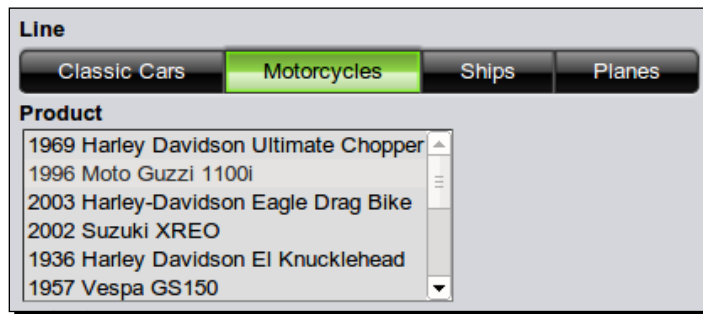 Line
Classic Cars Motorcycles Ships Planes
Product
1969 Harley Davidson Ultimate Chopper
1996 Moto Guzzi 1100i
2003 Harley-Davidson Eagle Drag Bike
2002 Suzuki XREO
1936 Harley Davidson El Knucklehead
1957 Vespa GS150